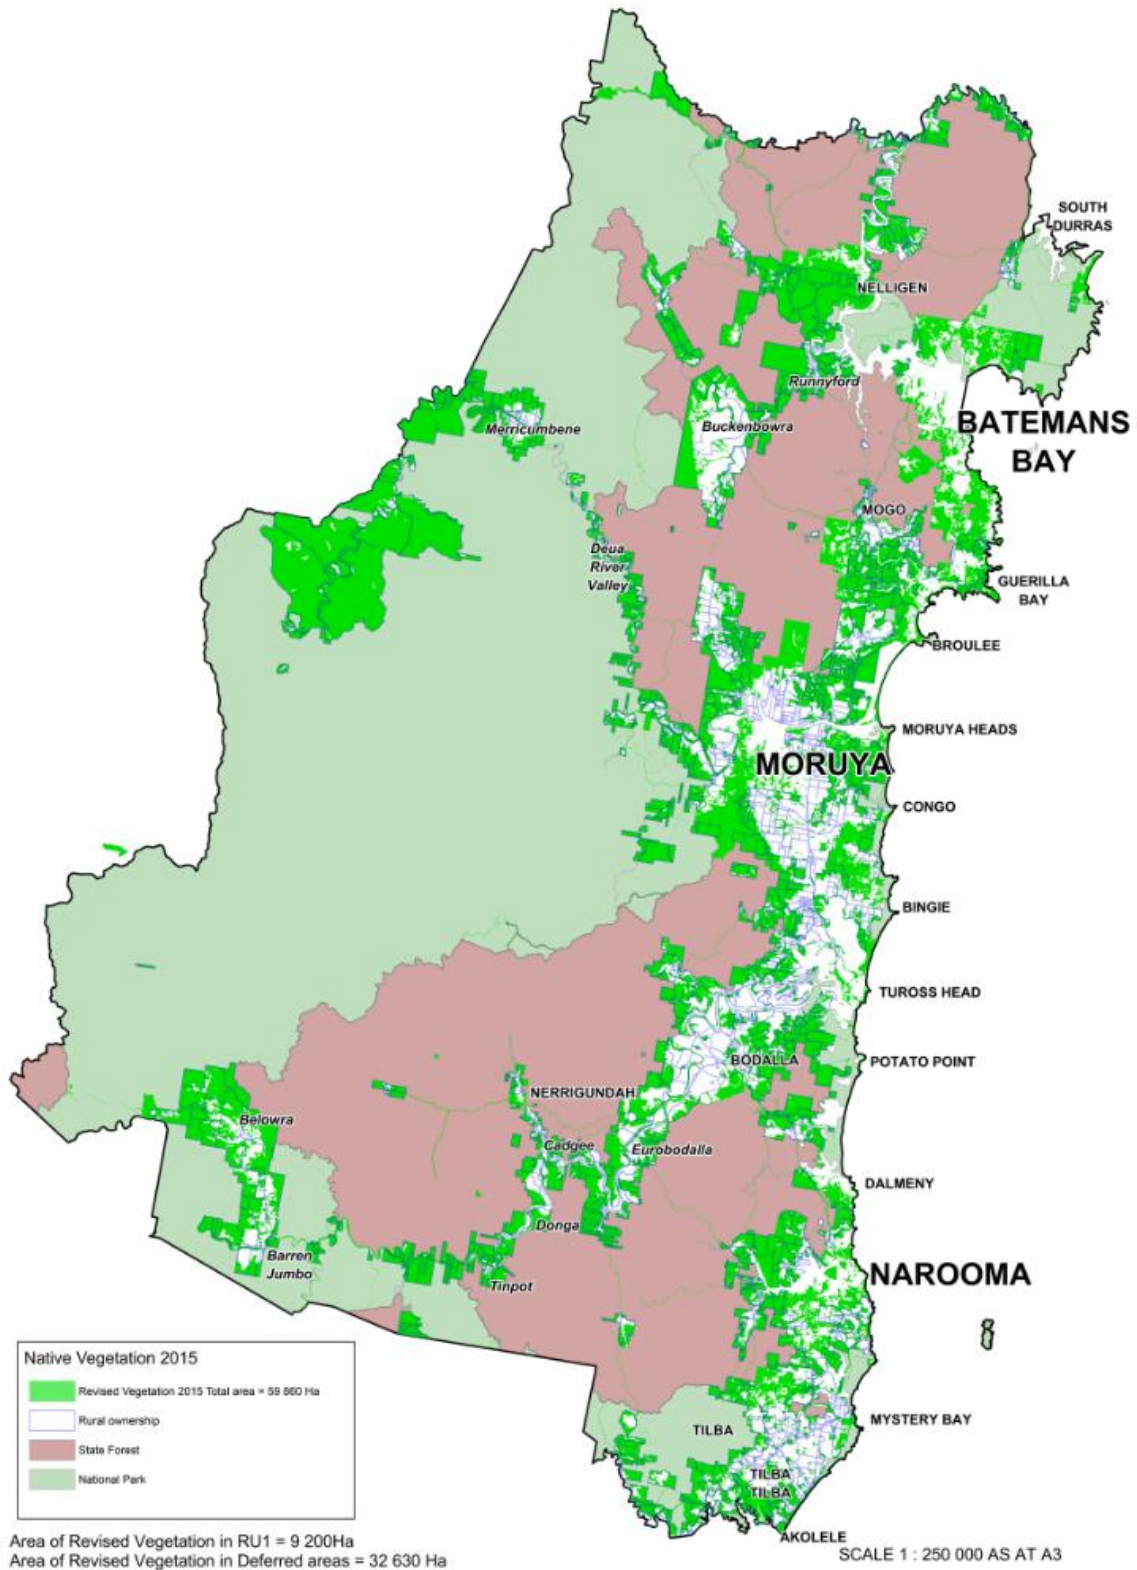 SOUTH
DURRAS
NELLIGEN
Runnyford
BATEMANS
BAY
Merricumbene
Buckenbowra
MOGO
Deua
River
Valley
GUERILLA
BAY
BROULEE
MORUYA HEADS
MORUYA
CONGO
BINGIE
TUROSS HEAD
BODALLA
POTATO POINT
NERRIGUNDAH
Belowra
Cadgee
Eurobodalla
DALMENY
Donga
Barren
Jumbo
Tinpot
NAROOMA
MYSTERY BAY
TILBA
TILBA
TILBA
AKOLELE
Native Vegetation 2015
Revised Vegetation 2015 Total area = 59 860 Ha
Rural ownership
State Forest
National Park
Area of Revised Vegetation in RU1 = 9 200Ha
Area of Revised Vegetation in Deferred areas = 32 630 Ha
SCALE 1 : 250 000 AS AT A3